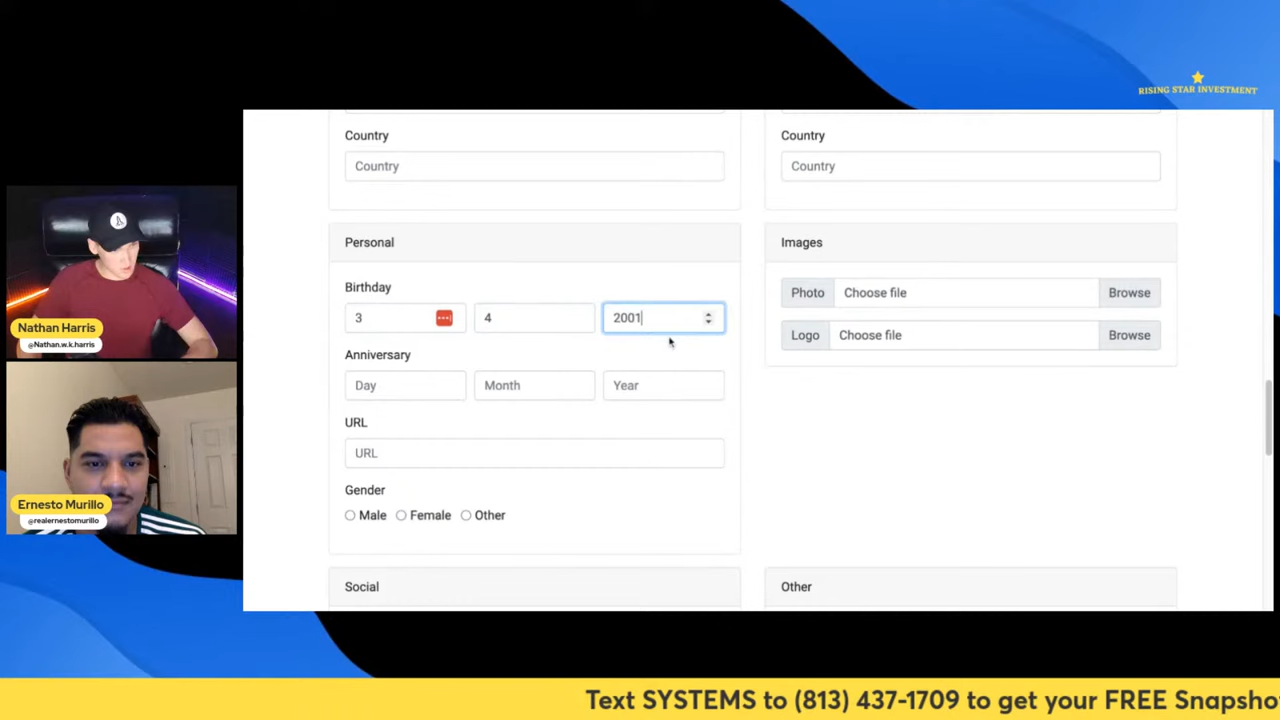 RISING STAR INVESTMENT
Country
Country
Country
Country
Personal
Images
Birthday
3
4
2001
Photo
Choose file
Browse
Logo
Choose file
Browse
Anniversary
Day
Month
Year
URL
URL
Gender
Male
Female
Other
Social
Other
Nathan Harris
@Nathan.w.k.harris
Ernesto Murillo
@realernestomurillo
Text SYSTEMS to (813) 437-1709 to get your FREE Snapsho